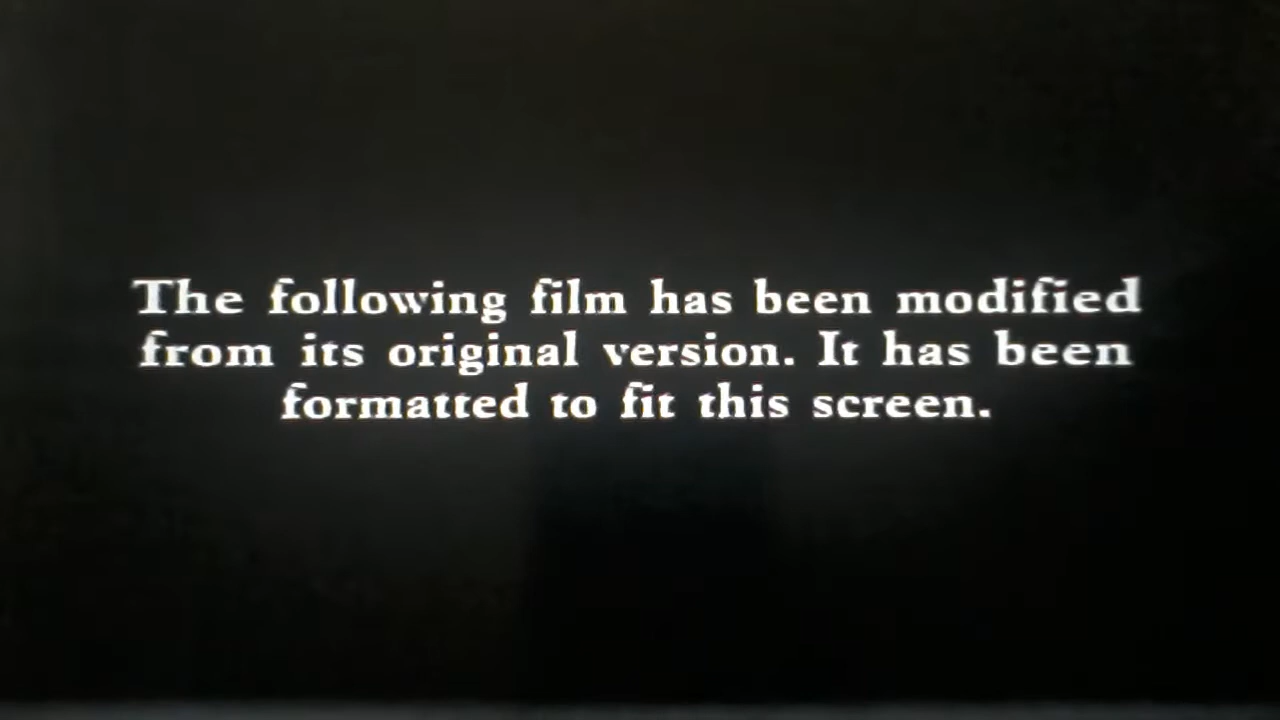 The following film has been modified
from its original version. It has been
formatted to fit this screen.